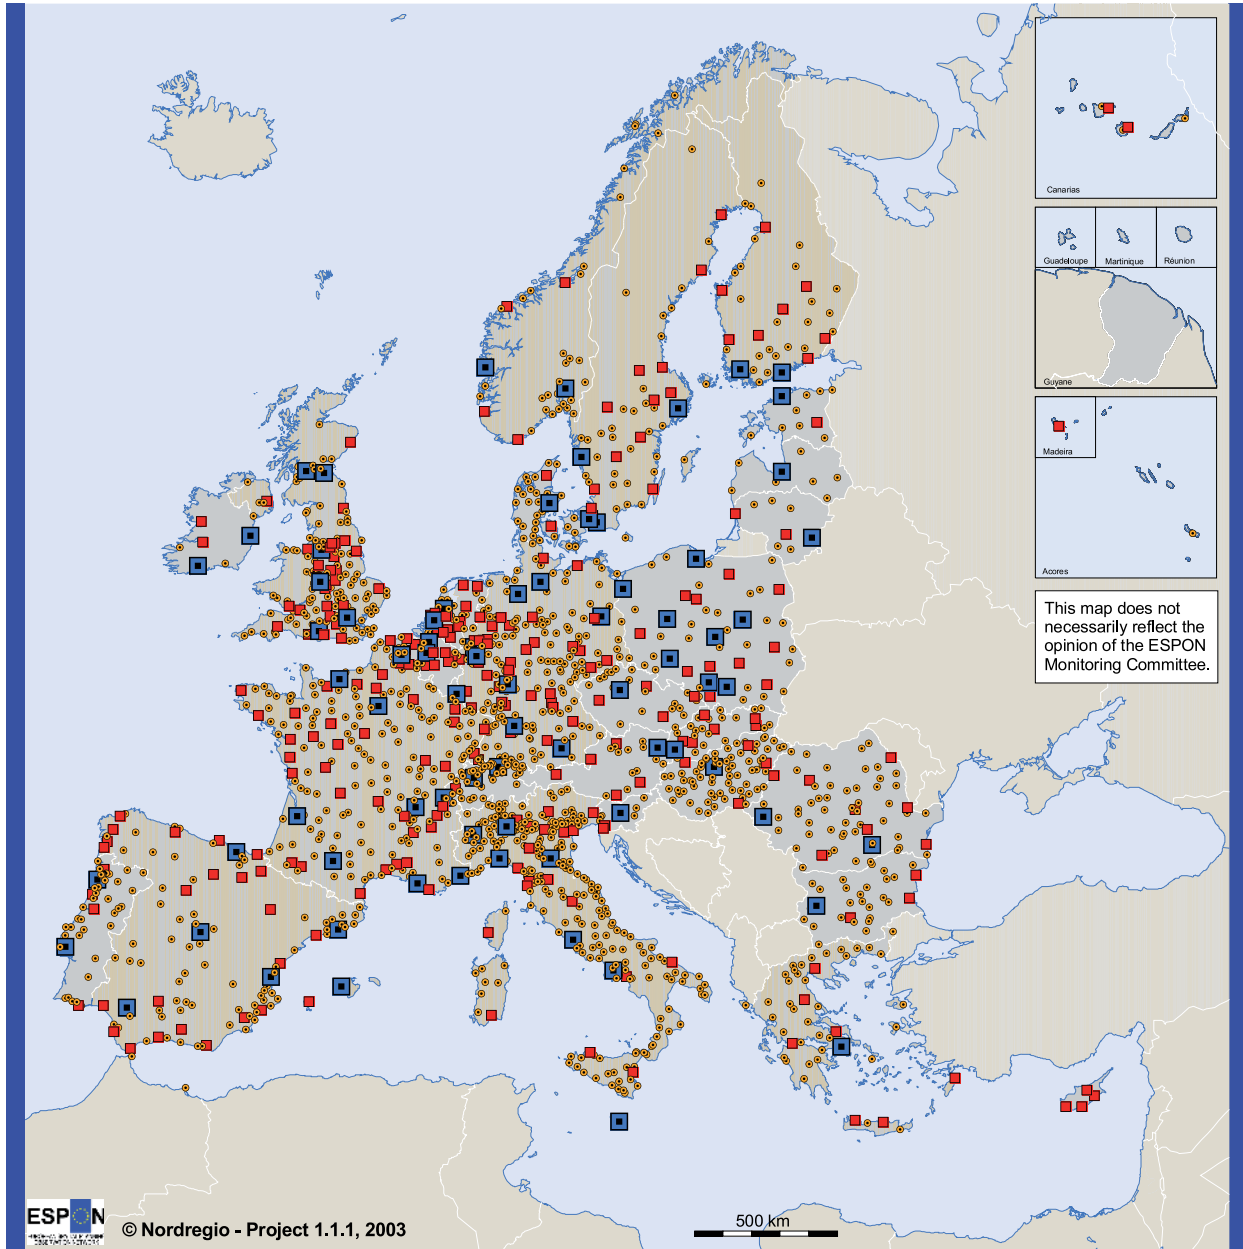 Canarias
Guadeloupe
Martinique
Réunion
Guyane
Madeira
Acores
This map does not
necessarily reflect the
opinion of the ESPON
Monitoring Committee.
500 km
ESPON
© Nordregio - Project 1.1.1, 2003